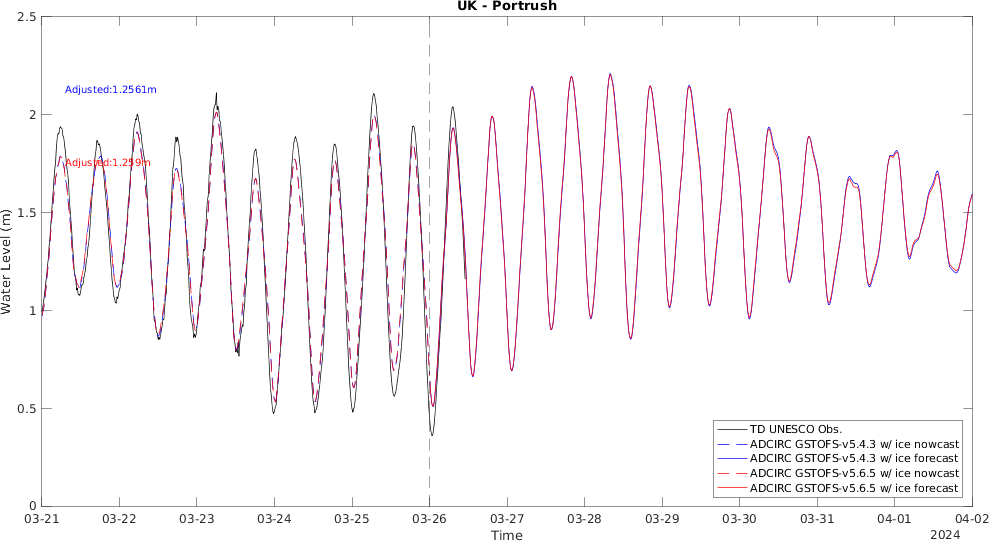 UK - Portrush
2.5
2
1.5
1
0.5
0
Water Level (m)
Adjusted:1.2561m
Adjusted:1.259m
TD UNESCO Obs.
ADCIRC GSTOFS-v5.4.3 w/ ice nowcast
ADCIRC GSTOFS-v5.4.3 w/ ice forecast
ADCIRC GSTOFS-v5.6.5 w/ ice nowcast
ADCIRC GSTOFS-v5.6.5 w/ ice forecast
03-21 03-22 03-23 03-24 03-25 03-26 03-27 03-28 03-29 03-30 03-31 04-01 04-02
Time
2024